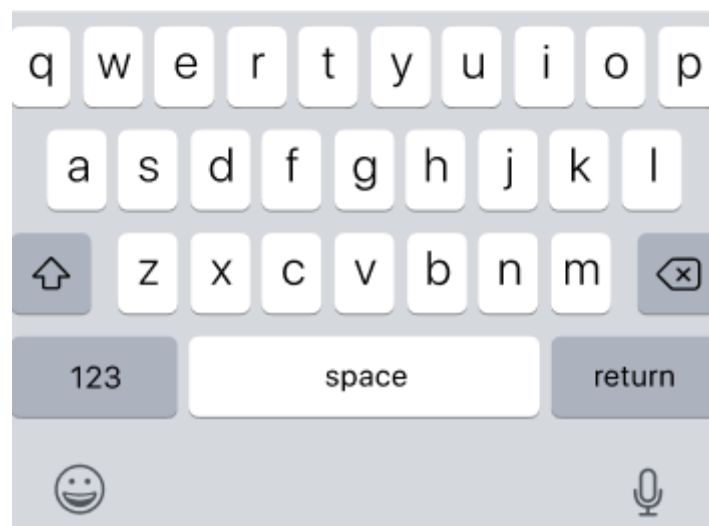 q w e r t y u i o p
a s d f g h j k l
z x c v b n m
123 space return